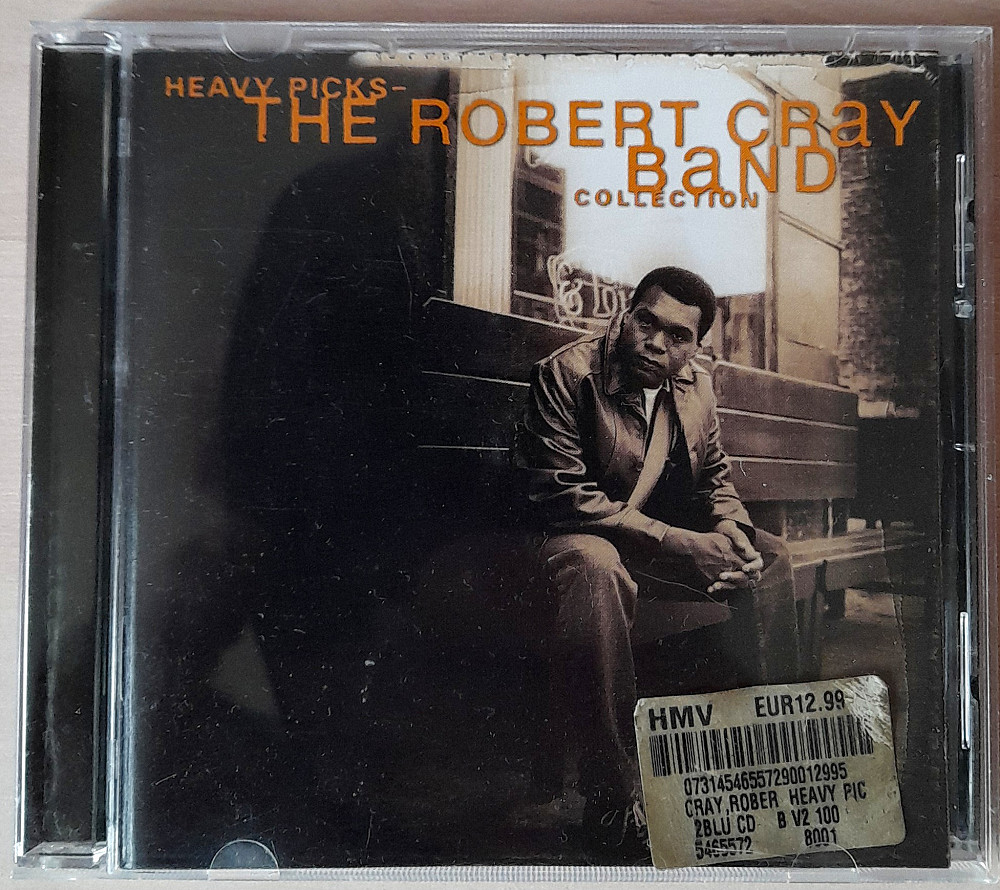 HEAVY PICKS–
THE ROBERT CRaY
BaND
COLLECTION
HMV EUR12.99
07314546557290012995
CRAY,ROBER HEAVY PIC
2BLU CD B V2 100
5465572 8001